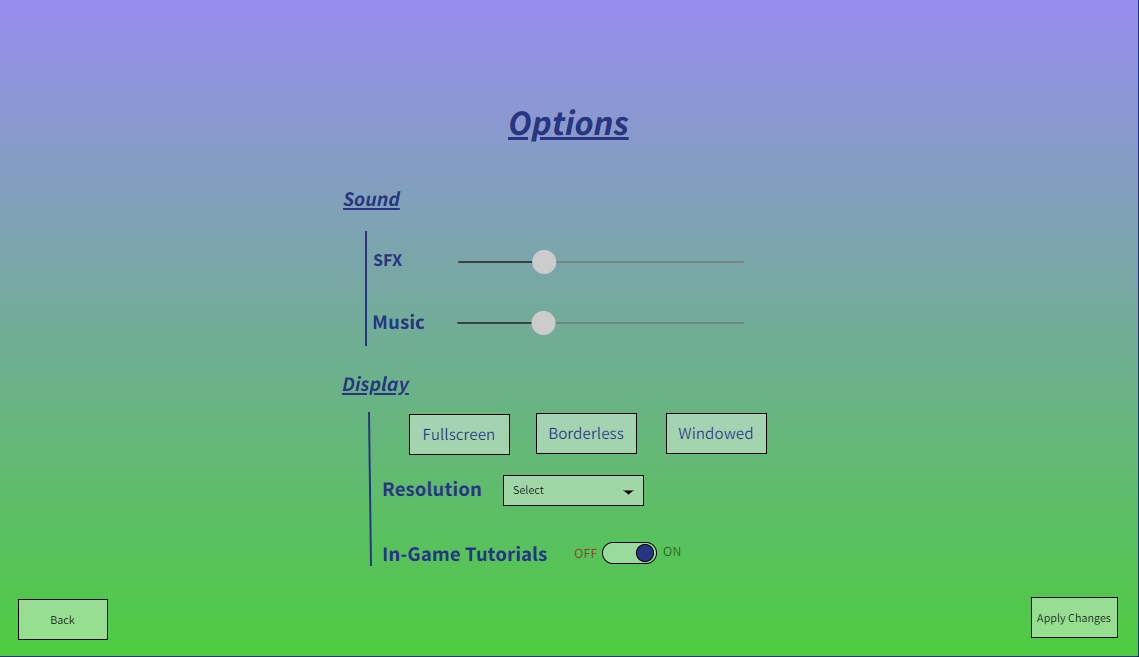 Options
Sound
SFX
Music
Display
Fullscreen Borderless Windowed
Resolution Select
In-Game Tutorials OFF ON
Back Apply Changes